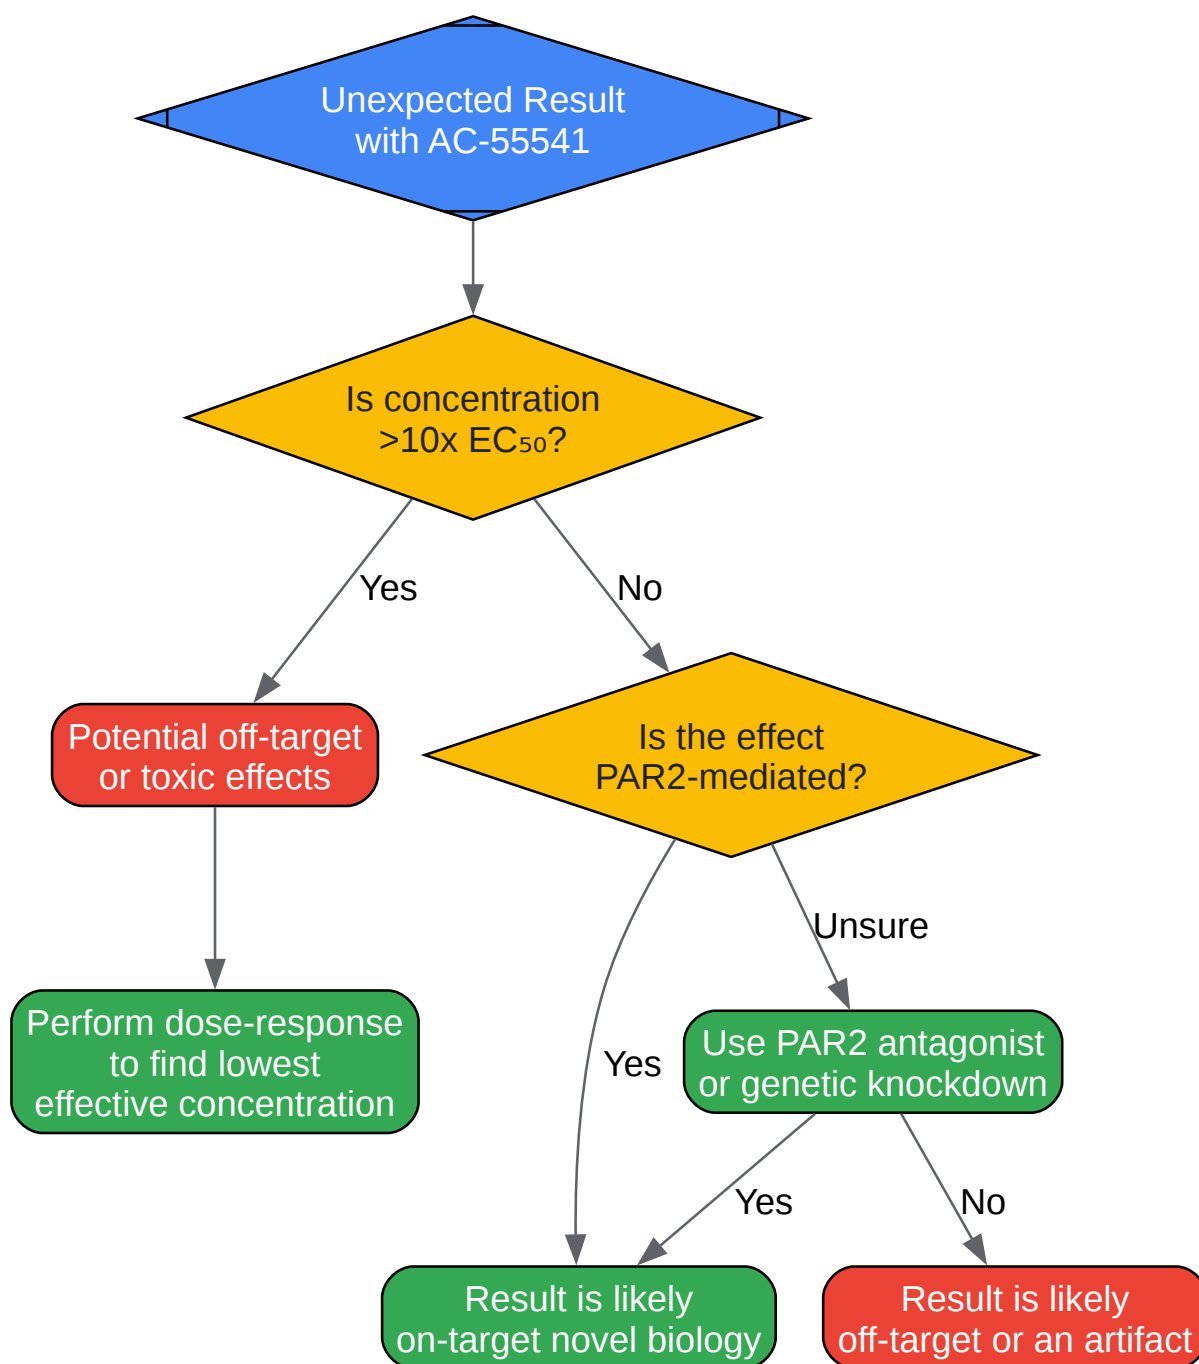 Unexpected Result
with AC-55541
Is concentration
>10x EC₅₀?
Yes
No
Potential off-target
or toxic effects
Is the effect
PAR2-mediated?
Unsure
Perform dose-response
to find lowest
effective concentration
Use PAR2 antagonist
or genetic knockdown
Yes
Yes
No
Result is likely
on-target novel biology
Result is likely
off-target or an artifact